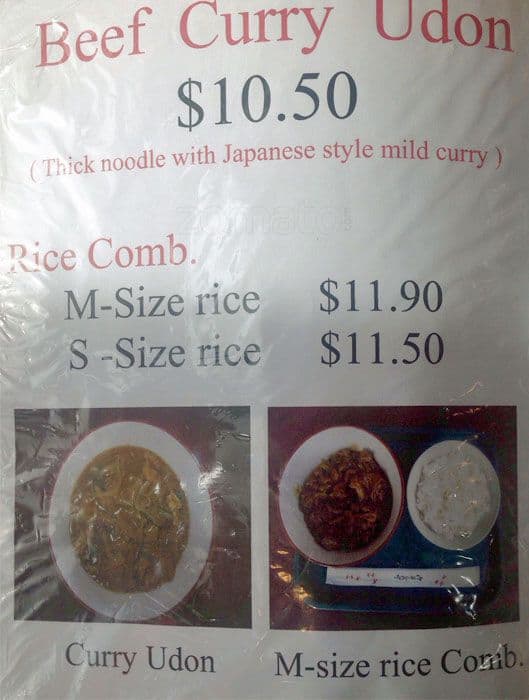 Beef Curry Udon
$10.50
(Thick noodle with Japanese style mild curry)
zomato
Rice Comb.
M-Size rice $11.90
S-Size rice $11.50
Curry Udon
M-size rice Comb.